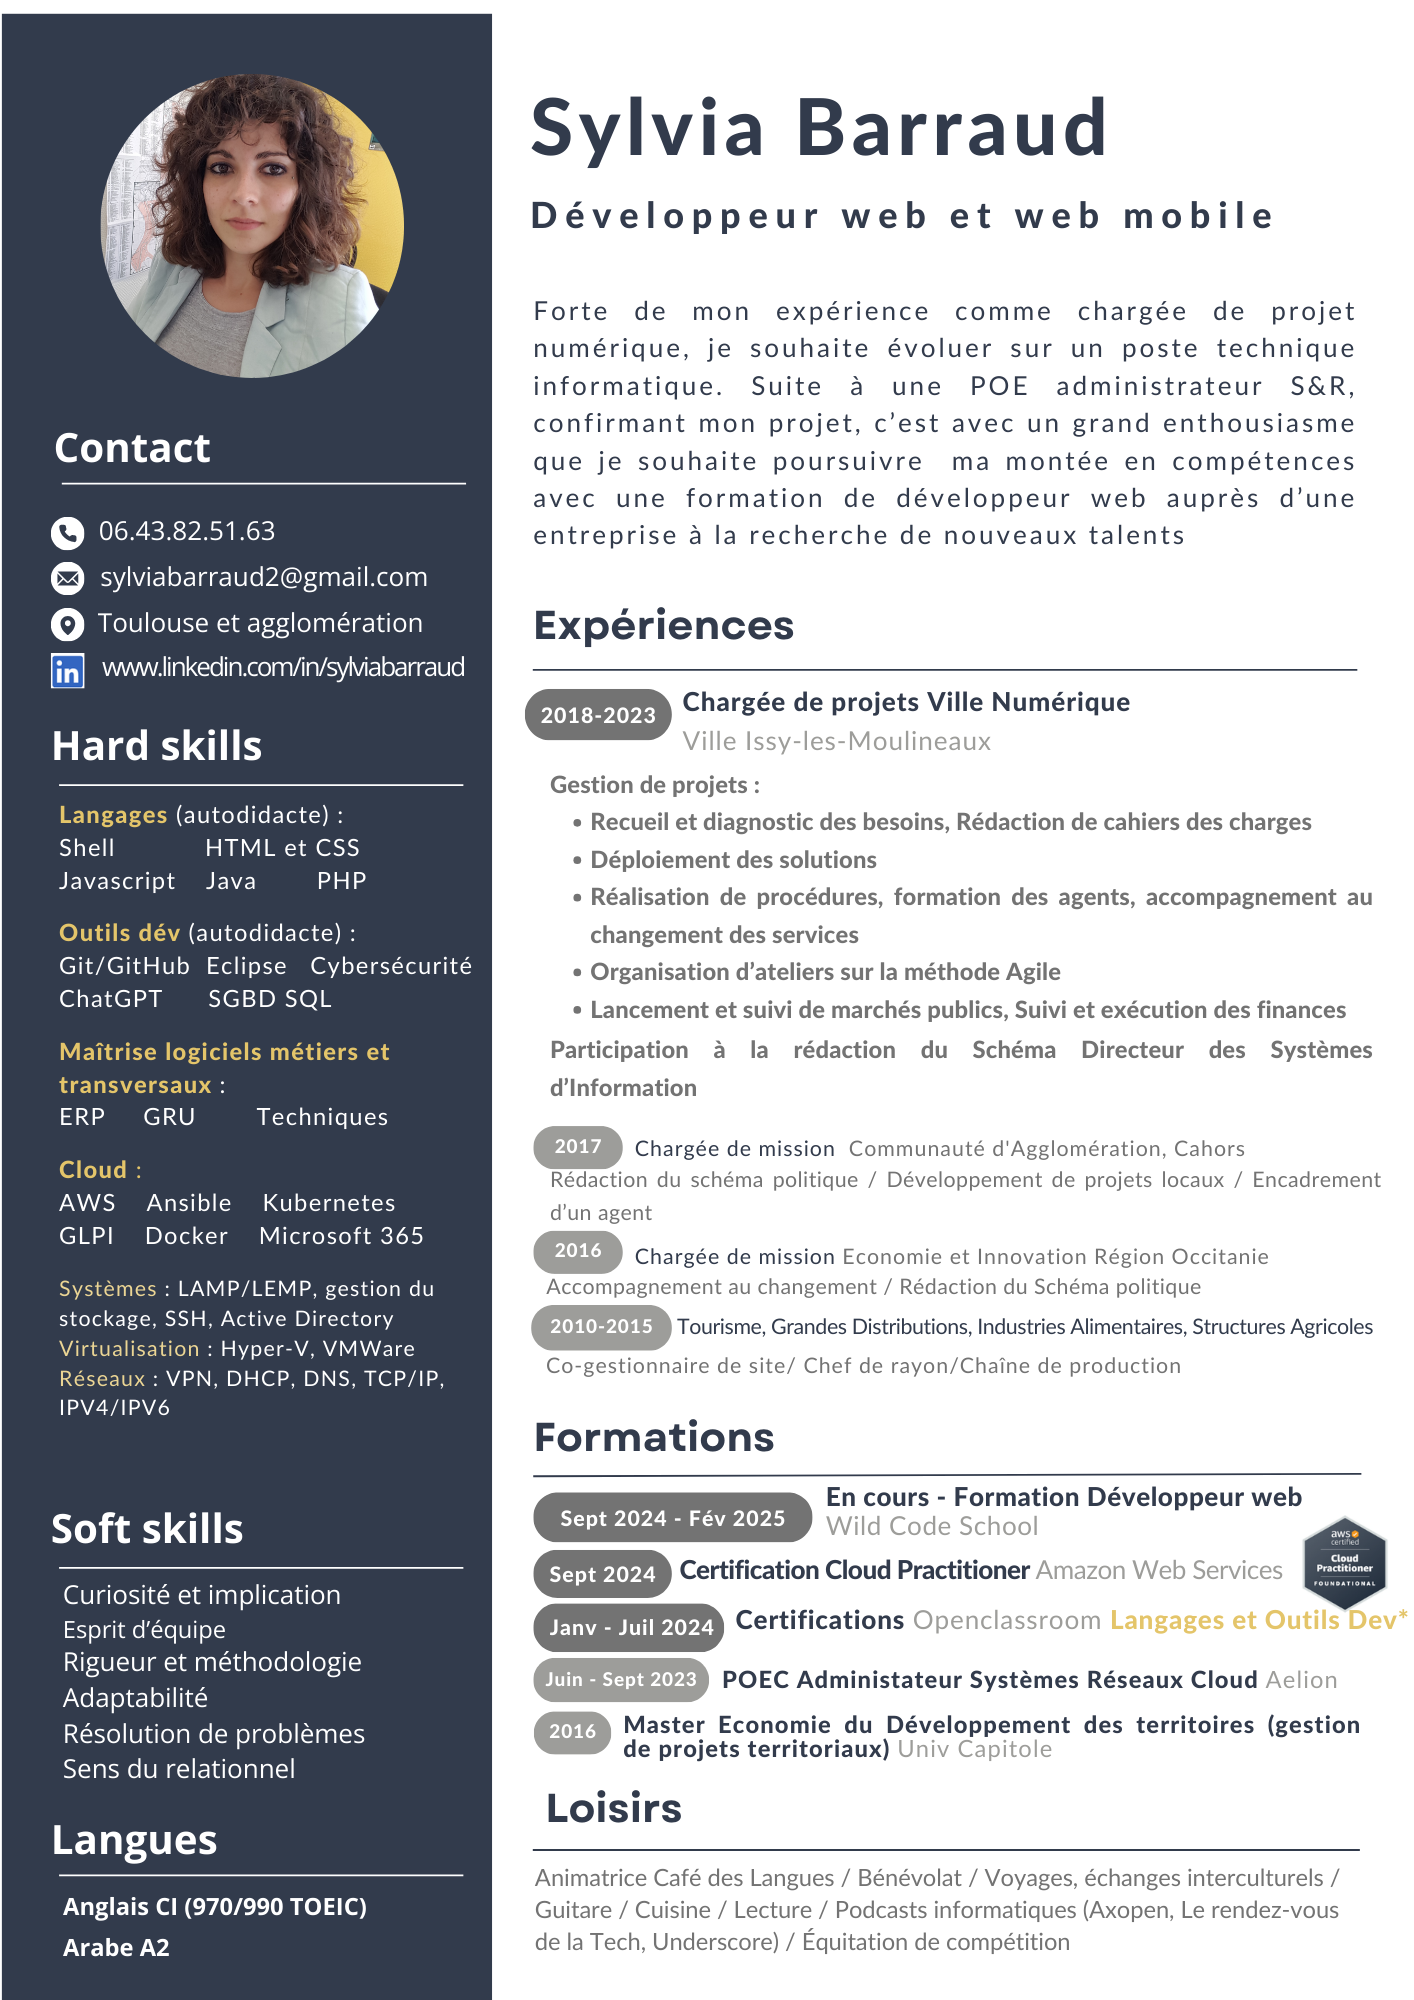 Sylvia Barraud
Développeur web et web mobile
Forte de mon expérience comme chargée de projet
numérique, je souhaite évoluer sur un poste technique
informatique. Suite à une POE administrateur S&R,
confirmant mon projet, c’est avec un grand enthousiasme
que je souhaite poursuivre ma montée en compétences
avec une formation de développeur web auprès d’une
entreprise à la recherche de nouveaux talents
Contact
06.43.82.51.63
sylviabarraud2@gmail.com
Toulouse et agglomération
in www.linkedin.com/in/sylviabarraud
Hard skills
Langages (autodidacte) :
Shell HTML et CSS
Javascript Java PHP
Outils dév (autodidacte) :
Git/GitHub Eclipse Cybersécurité
ChatGPT SGBD SQL
Maîtrise logiciels métiers et
transversaux :
ERP GRU Techniques
Cloud :
AWS Ansible Kubernetes
GLPI Docker Microsoft 365
Systèmes : LAMP/LEMP, gestion du
stockage, SSH, Active Directory
Virtualisation : Hyper-V, VMWare
Réseaux : VPN, DHCP, DNS, TCP/IP,
IPV4/IPV6
Soft skills
Curiosité et implication
Esprit d’équipe
Rigueur et méthodologie
Adaptabilité
Résolution de problèmes
Sens du relationnel
Langues
Anglais CI (970/990 TOEIC)
Arabe A2
Expériences
2018-2023 Chargée de projets Ville Numérique
Ville Issy-les-Moulineaux
Gestion de projets :
• Recueil et diagnostic des besoins, Rédaction de cahiers des charges
• Déploiement des solutions
• Réalisation de procédures, formation des agents, accompagnement au
changement des services
• Organisation d’ateliers sur la méthode Agile
• Lancement et suivi de marchés publics, Suivi et exécution des finances
Participation à la rédaction du Schéma Directeur des Systèmes
d’Information
2017 Chargée de mission Communauté d'Agglomération, Cahors
Rédaction du schéma politique / Développement de projets locaux / Encadrement
d’un agent
2016 Chargée de mission Economie et Innovation Région Occitanie
Accompagnement au changement / Rédaction du Schéma politique
2010-2015 Tourisme, Grandes Distributions, Industries Alimentaires, Structures Agricoles
Co-gestionnaire de site/ Chef de rayon/Chaîne de production
Formations
Sept 2024 - Fév 2025 En cours - Formation Développeur web
Wild Code School
Sept 2024 Certification Cloud Practitioner Amazon Web Services
aws
certified
Cloud
Practitioner
FOUNDATIONAL
Janv - Juil 2024 Certifications Openclassroom Langages et Outils Dev*
Juin - Sept 2023 POEC Administateur Systèmes Réseaux Cloud Aelion
2016 Master Economie du Développement des territoires (gestion
de projets territoriaux) Univ Capitole
Loisirs
Animatrice Café des Langues / Bénévolat / Voyages, échanges interculturels /
Guitare / Cuisine / Lecture / Podcasts informatiques (Axopen, Le rendez-vous
de la Tech, Underscore) / Équitation de compétition